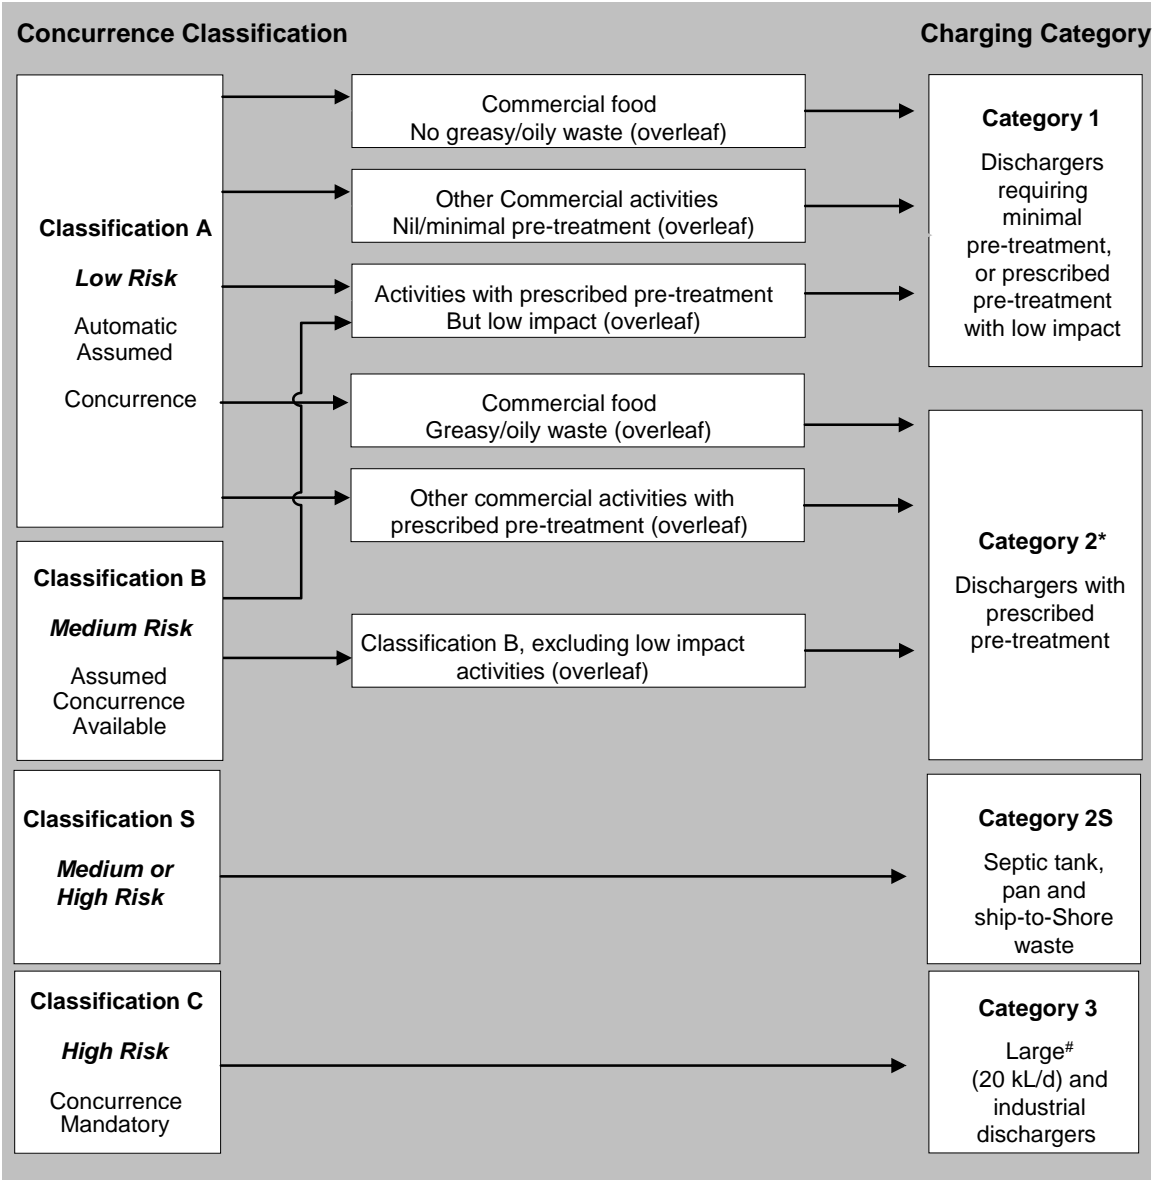 Concurrence Classification
Charging Category
Classification A
Low Risk
Automatic
Assumed
Concurrence
Commercial food
No greasy/oily waste (overleaf)
Other Commercial activities
Nil/minimal pre-treatment (overleaf)
Activities with prescribed pre-treatment
But low impact (overleaf)
Commercial food
Greasy/oily waste (overleaf)
Other commercial activities with
prescribed pre-treatment (overleaf)
Category 1
Dischargers
requiring
minimal
pre-treatment,
or prescribed
pre-treatment
with low impact
Classification B
Medium Risk
Assumed
Concurrence
Available
Classification B, excluding low impact
activities (overleaf)
Category 2*
Dischargers with
prescribed
pre-treatment
Classification S
Medium or
High Risk
Category 2S
Septic tank,
pan and
ship-to-Shore
waste
Classification C
High Risk
Concurrence
Mandatory
Category 3
Large#
(20 kL/d) and
industrial
dischargers